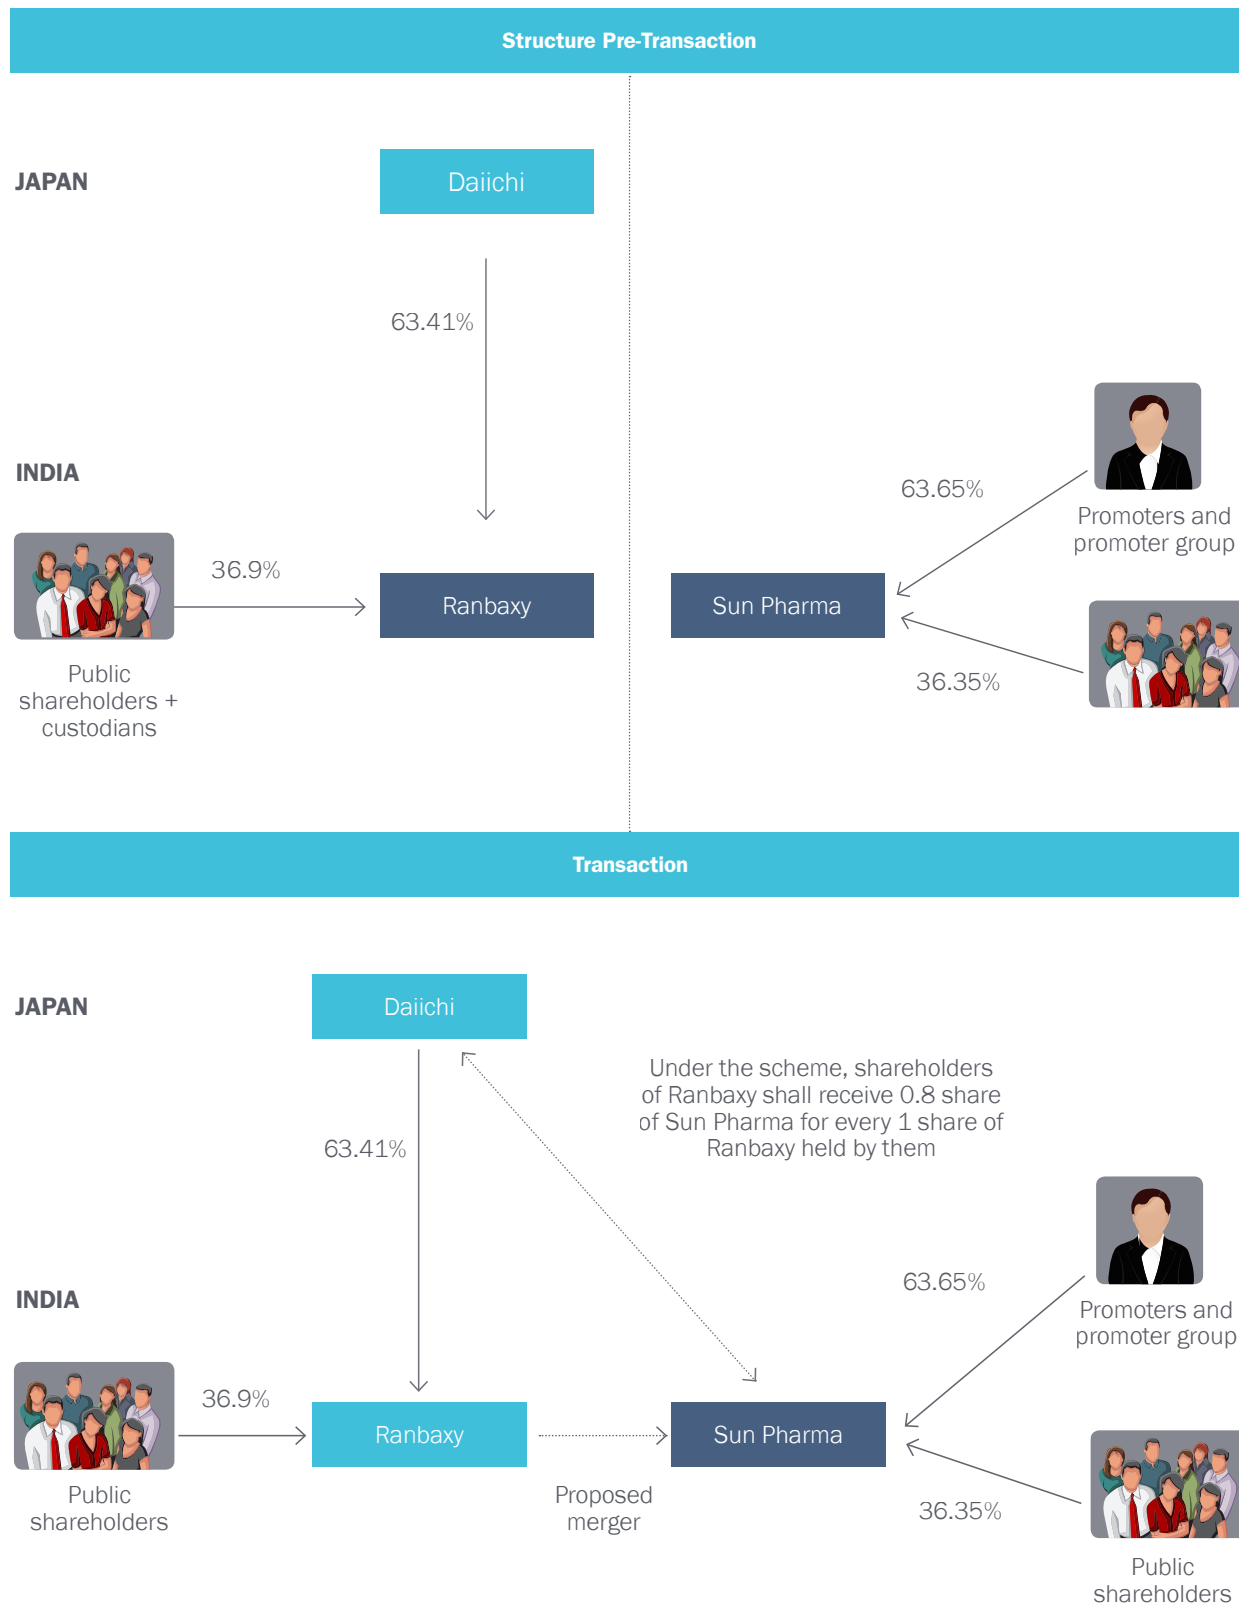 Structure Pre-Transaction
JAPAN
Daiichi
63.41%
INDIA
63.65%
Promoters and
promoter group
36.9%
Ranbaxy
Sun Pharma
36.35%
Public
shareholders +
custodians
Transaction
JAPAN
Daiichi
Under the scheme, shareholders
of Ranbaxy shall receive 0.8 share
of Sun Pharma for every 1 share of
Ranbaxy held by them
63.41%
63.65%
INDIA
Promoters and
promoter group
36.9%
Ranbaxy
Sun Pharma
Public
shareholders
Proposed
merger
36.35%
Public
shareholders